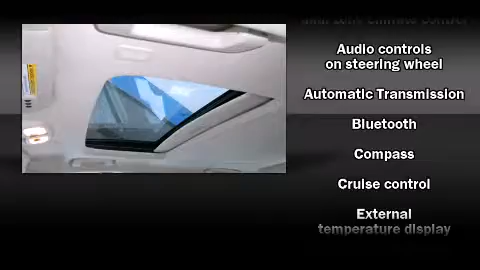 Audio controls
on steering wheel
Automatic Transmission
Bluetooth
Compass
Cruise control
External
temperature display